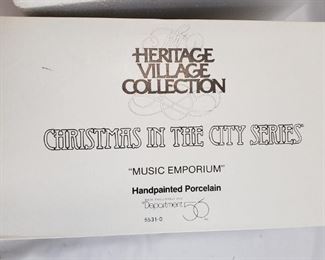 HERITAGE
VILLAGE
COLLECTION
CHRISTMAS IN THE CITY SERIES
"MUSIC EMPORIUM"
Handpainted Porcelain
Department 56
5531-0